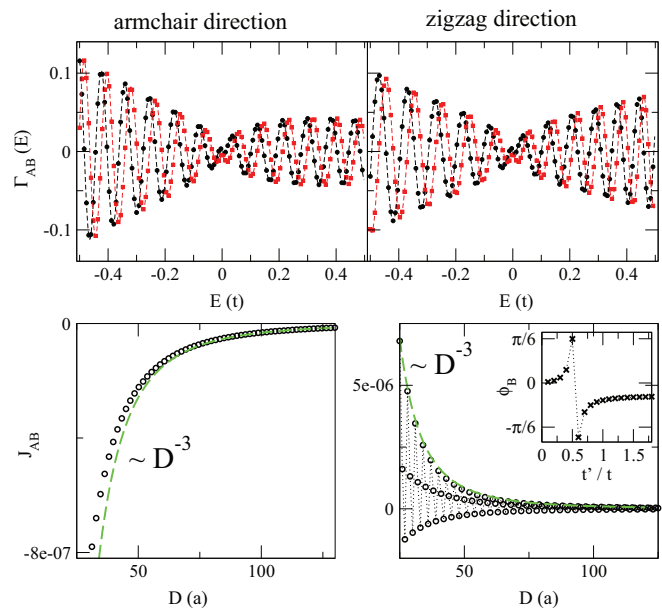 armchair direction
zigzag direction
Γ_AB (E)
0.1
0
-0.1
-0.4 -0.2 0 0.2 0.4
-0.4 -0.2 0 0.2 0.4
E (t)
E (t)
J_AB
0
-8e-07
~ D^-3
50 100
D (a)
5e-06
0
~ D^-3
50 100
D (a)
ϕ_B
π/6
0
-π/6
0 0.5 1 1.5
t' / t